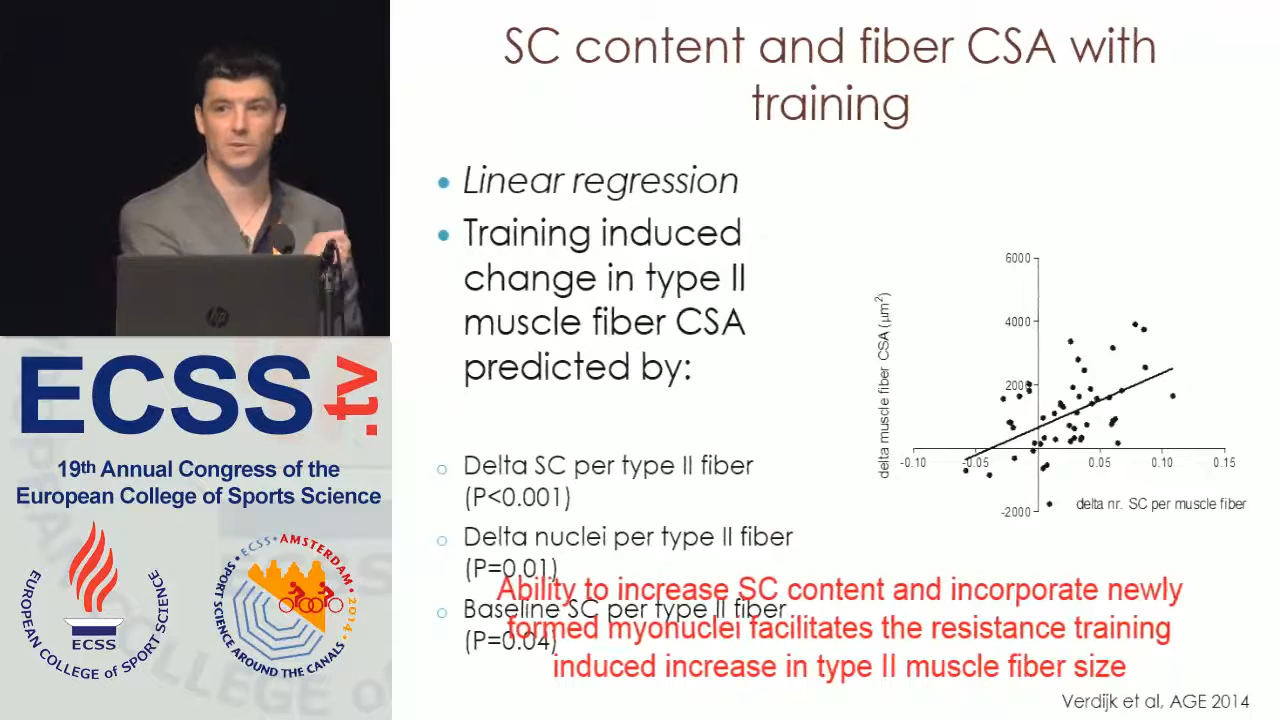 SC content and fiber CSA with
training
Linear regression
Training induced
change in type II
muscle fiber CSA
predicted by:
Delta SC per type II fiber
(P<0.001)
Delta nuclei per type II fiber
(P=0.01)
Baseline SC per type II fiber
(P=0.04)
Ability to increase SC content and incorporate newly
formed myonuclei facilitates the resistance training
induced increase in type II muscle fiber size
Verdijk et al, AGE 2014
delta muscle fiber CSA (µm²)
6000
4000
2000
-2000
-0.10
-0.05
0.05
0.10
0.15
delta nr. SC per muscle fiber
hp
ECSS.tv
19th Annual Congress of the
European College of Sports Science
EUROPEAN COLLEGE OF SPORT SCIENCE
ECSS
ECSS • AMSTERDAM • 2014
SPORT SCIENCE AROUND THE CANALS